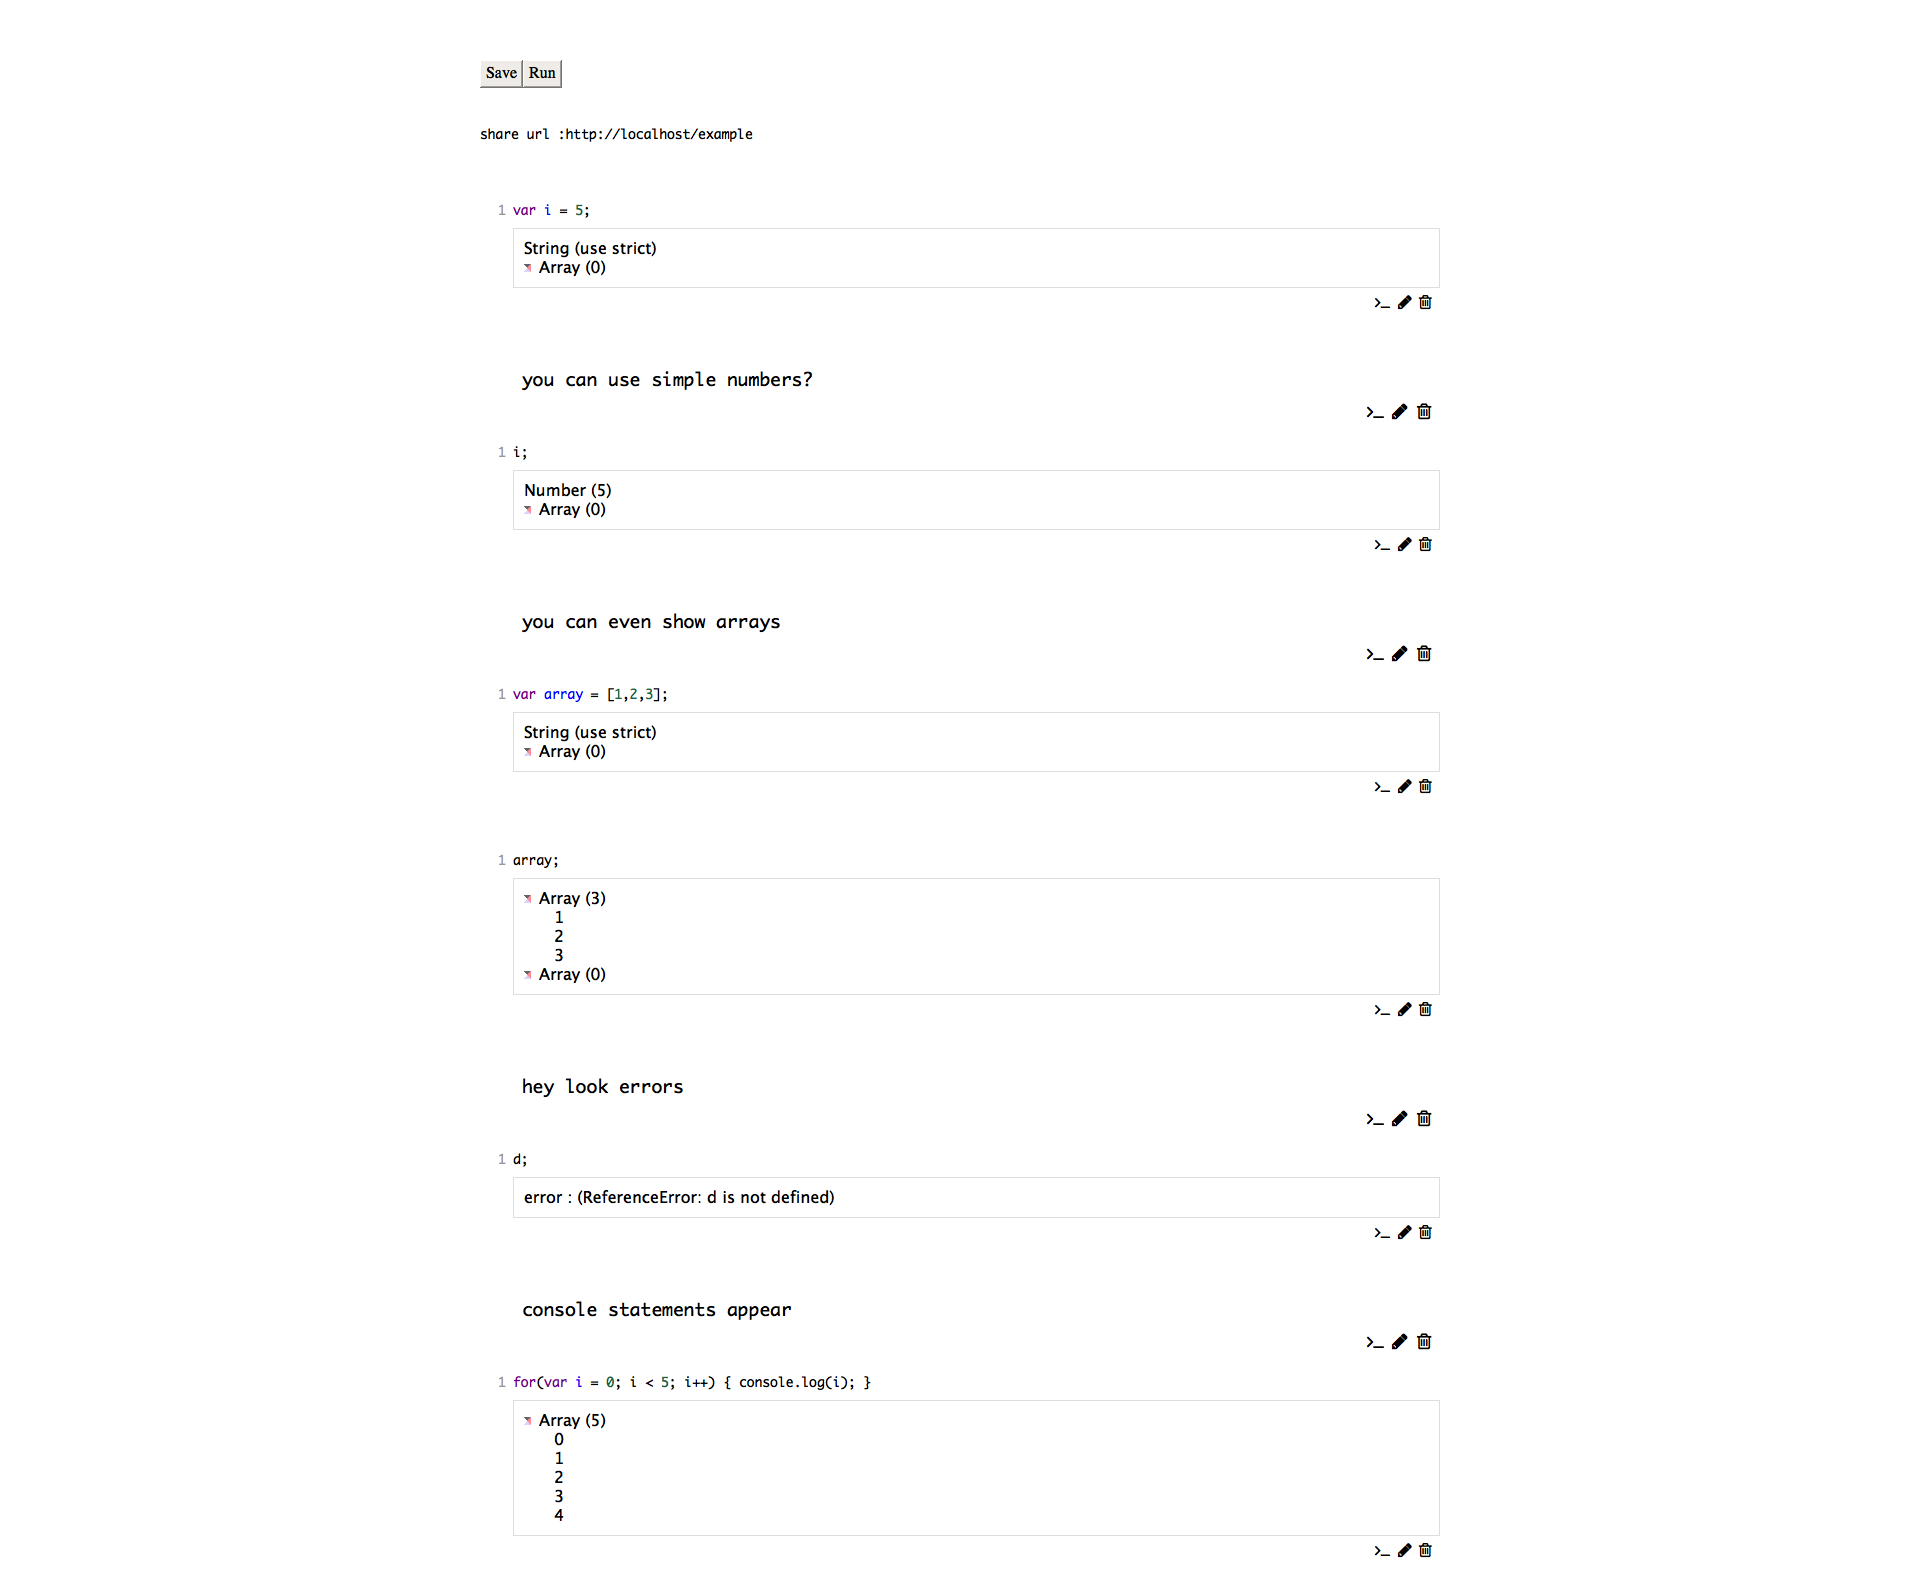 Save Run
share url :http://localhost/example
1 var i = 5;
String (use strict)
Array (0)
>_
you can use simple numbers?
>_
1 i;
Number (5)
Array (0)
>_
you can even show arrays
>_
1 var array = [1,2,3];
String (use strict)
Array (0)
>_
1 array;
Array (3)
1
2
3
Array (0)
>_
hey look errors
>_
1 d;
error : (ReferenceError: d is not defined)
>_
console statements appear
>_
1 for(var i = 0; i < 5; i++) { console.log(i); }
Array (5)
0
1
2
3
4
>_